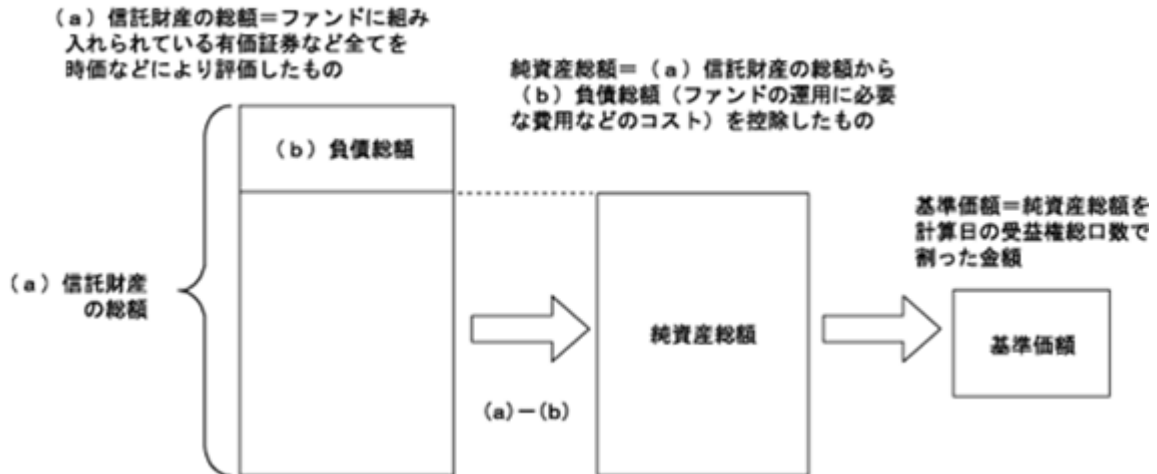 (a)信託財産の総額＝ファンドに組み
入れられている有価証券など全てを
時価などにより評価したもの
純資産総額＝(a)信託財産の総額から
(b)負債総額(ファンドの運用に必要
な費用などのコスト)を控除したもの
(b)負債総額
基準価額＝純資産総額を
計算日の受益権総口数で
割った金額
(a)信託財産
の総額
純資産総額
基準価額
(a)－(b)